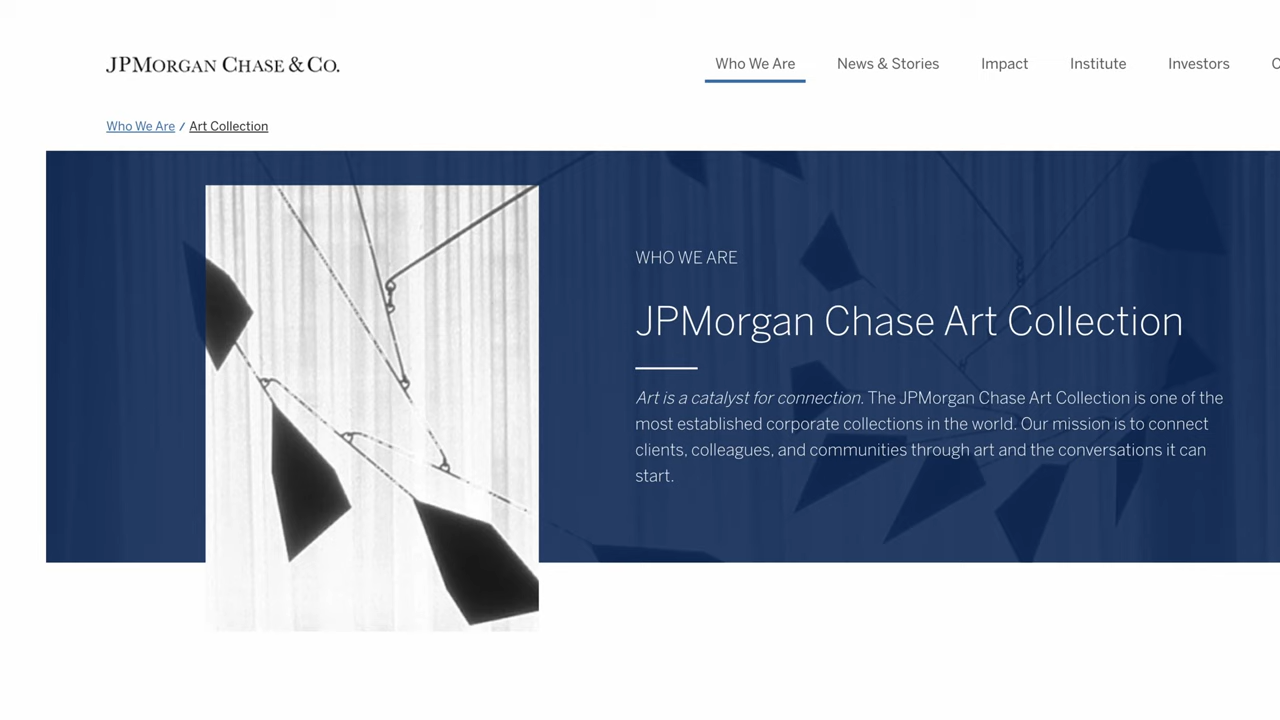 JPMORGAN CHASE & CO.
Who We Are News & Stories Impact Institute Investors
Who We Are / Art Collection
WHO WE ARE
JPMorgan Chase Art Collection
Art is a catalyst for connection. The JPMorgan Chase Art Collection is one of the
most established corporate collections in the world. Our mission is to connect
clients, colleagues, and communities through art and the conversations it can
start.